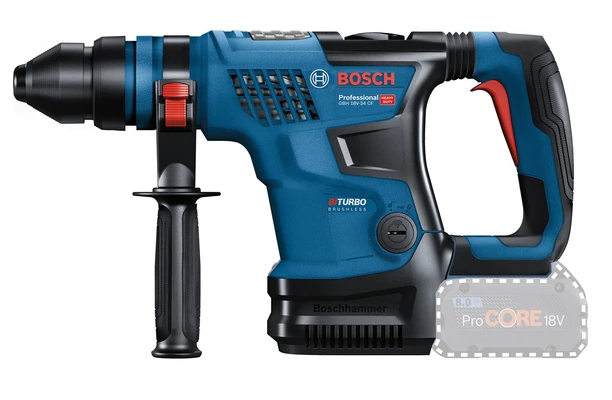 BOSCH
Professional
HEAVY DUTY
GBH 18V-34 CF
BITURBO
BRUSHLESS
Boschhammer
8.0
ProCORE18V